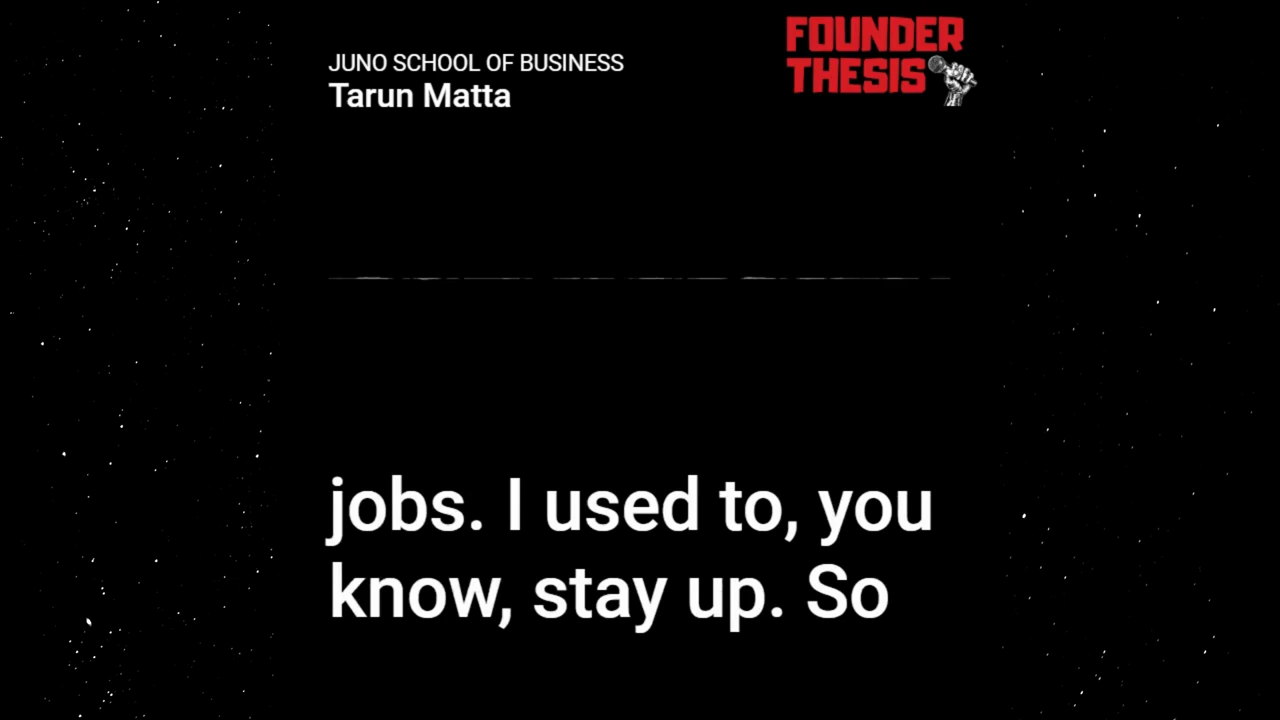 JUNO SCHOOL OF BUSINESS
Tarun Matta
FOUNDER
THESIS
jobs. I used to, you
know, stay up. So